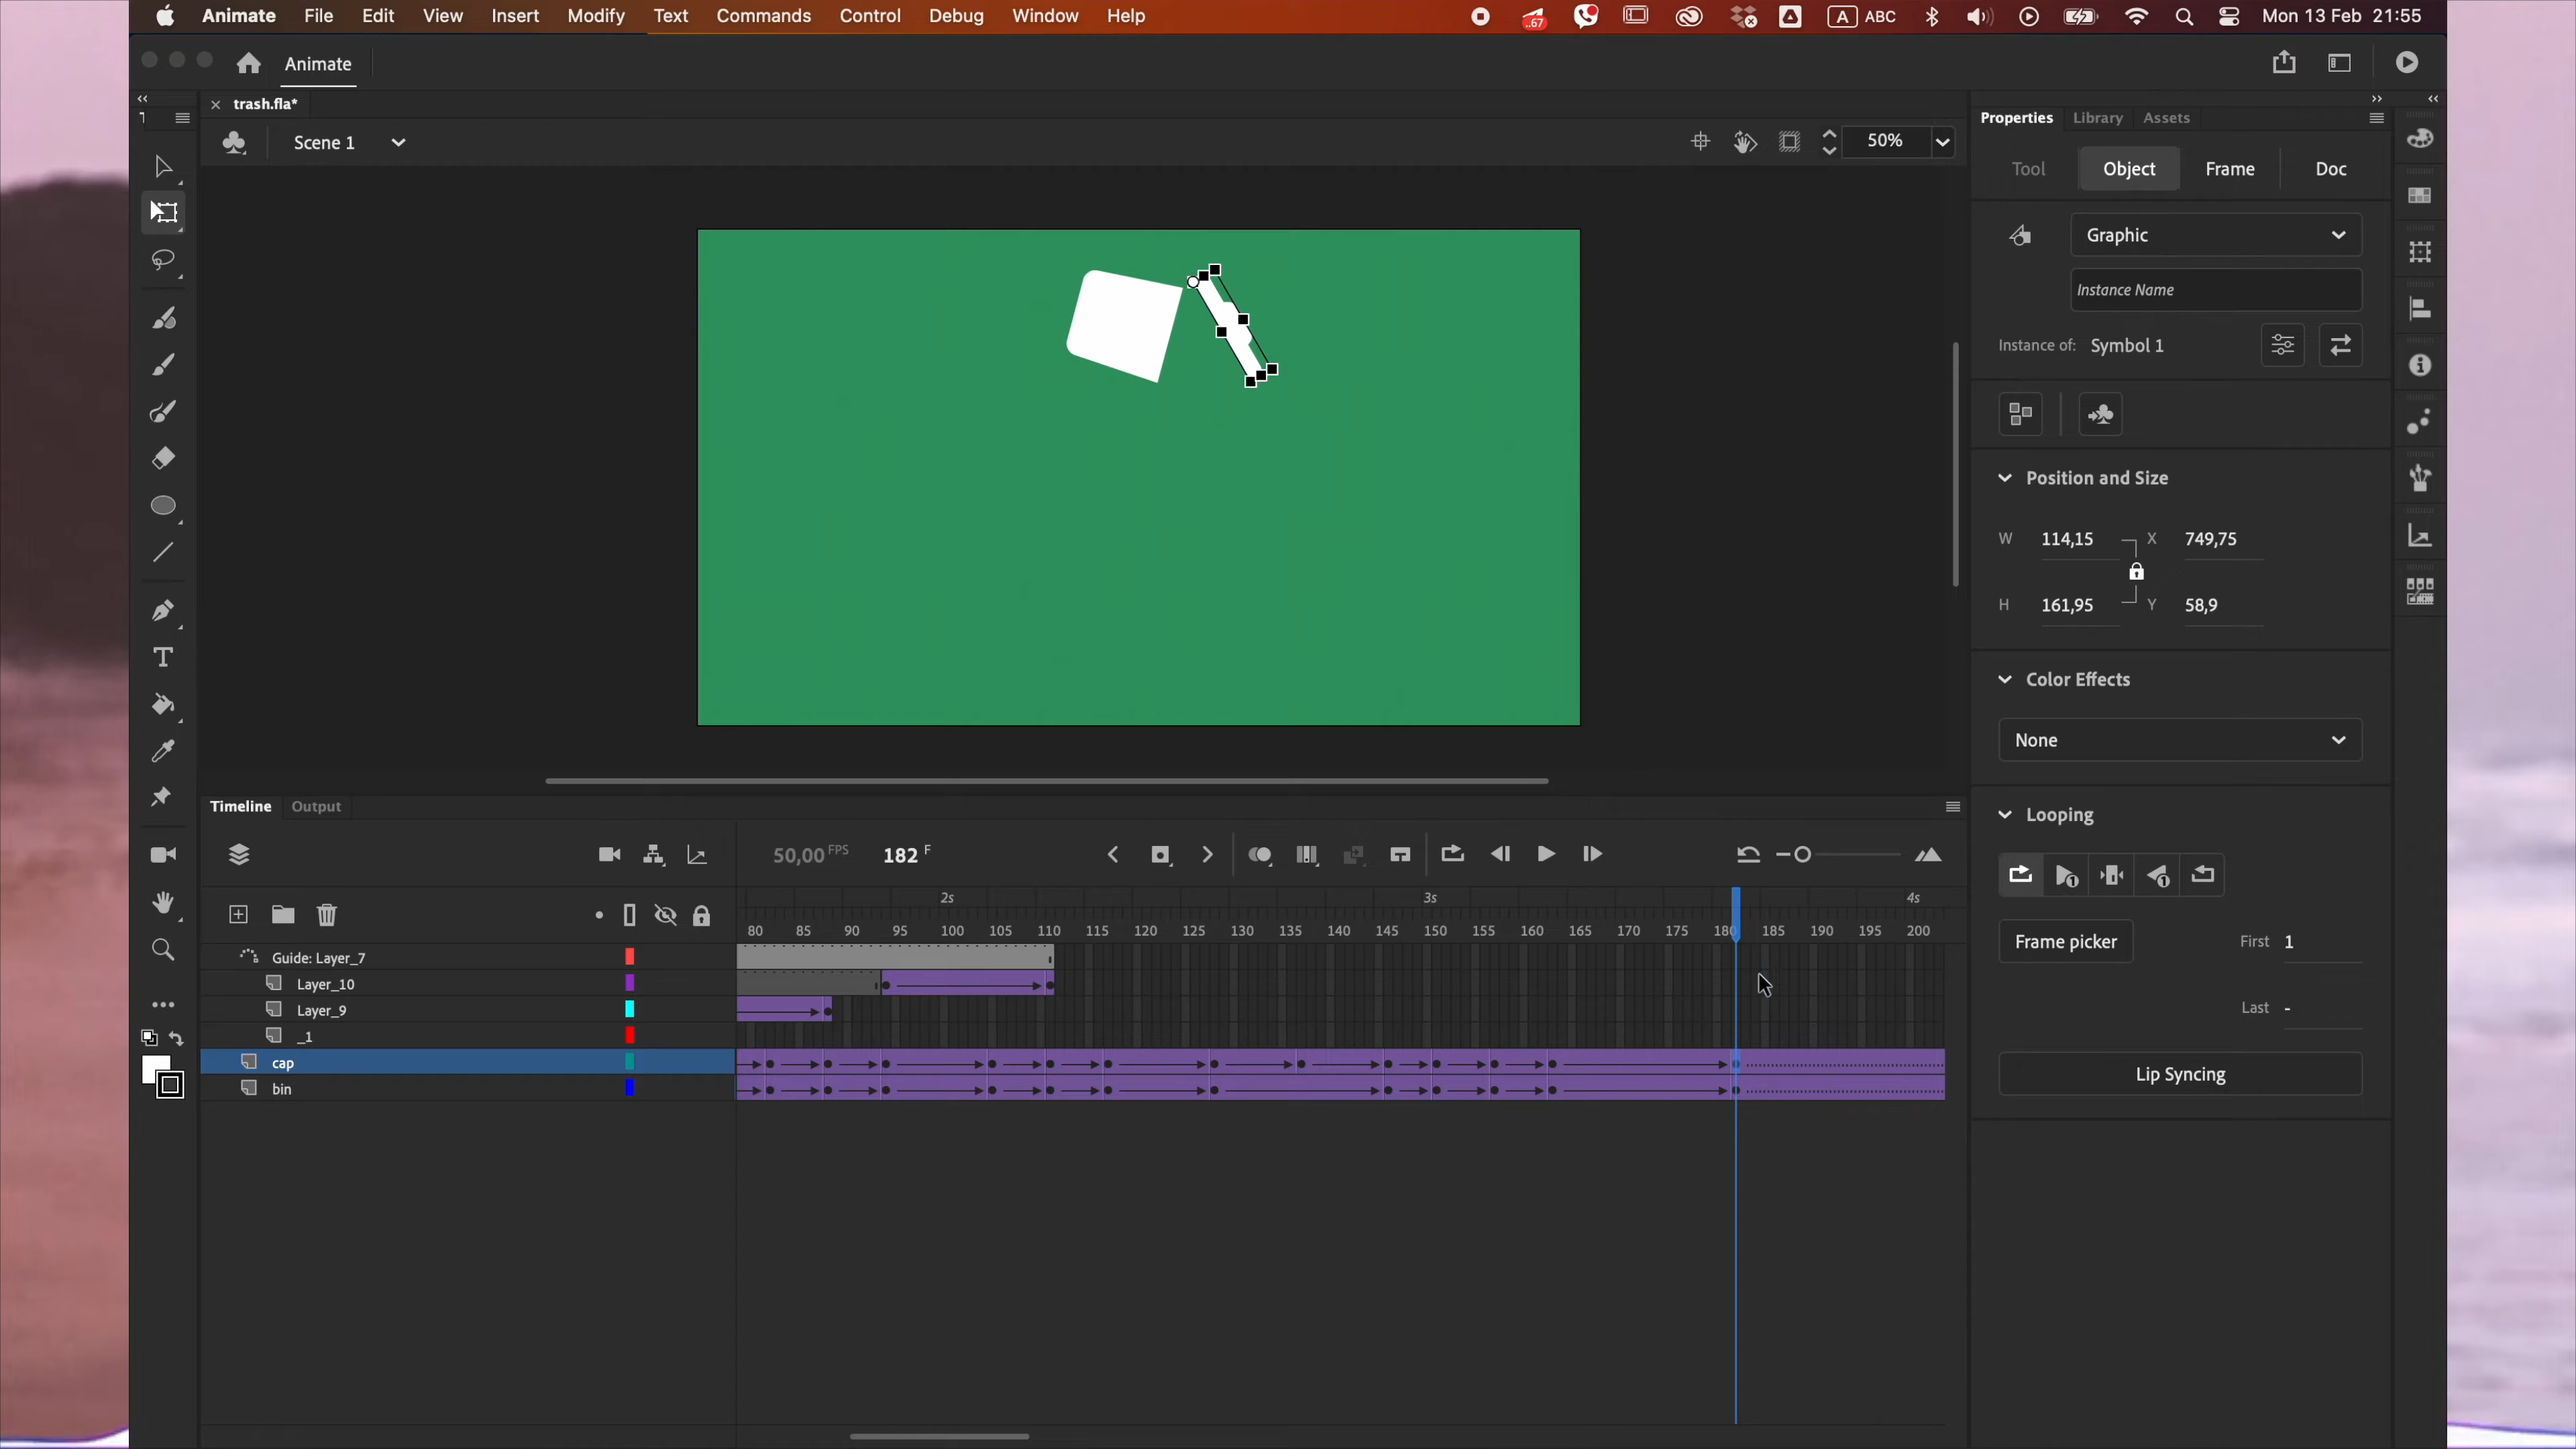 Animate File Edit View Insert Modify Text Commands Control Debug Window Help
..67
A ABC
Mon 13 Feb 21:55
Animate
trash.fla*
Scene 1
50%
Properties Library Assets
Tool Object Frame Doc
Graphic
Instance Name
Instance of: Symbol 1
Position and Size
W 114,15 X 749,75
H 161,95 Y 58,9
Color Effects
None
Looping
Frame picker First 1
Last -
Lip Syncing
Timeline Output
50,00 FPS 182 F
2s 3s 4s
80 85 90 95 100 105 110 115 120 125 130 135 140 145 150 155 160 165 170 175 180 185 190 195 200
Guide: Layer_7
Layer_10
Layer_9
_1
cap
bin